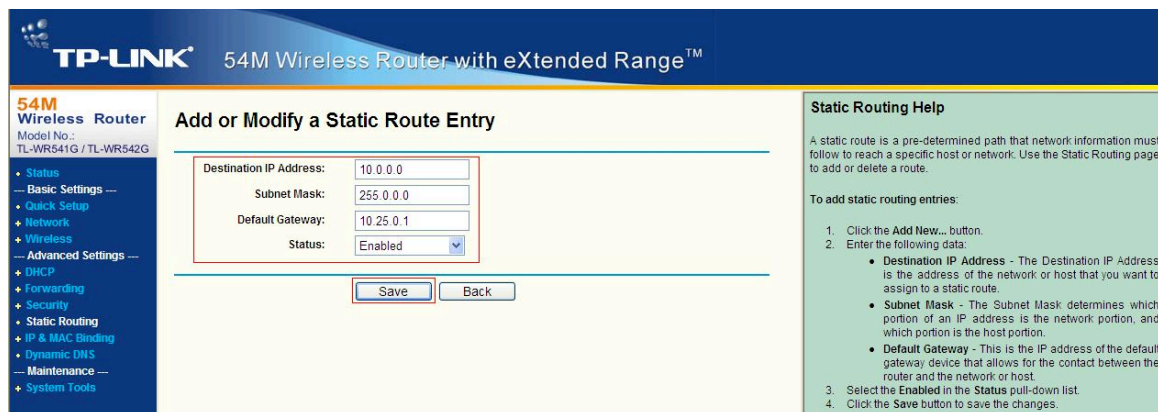 TP-LINK® 54M Wireless Router with eXtended Range™
54M
Wireless Router
Model No.:
TL-WR541G / TL-WR542G
• Status
--- Basic Settings ---
• Quick Setup
+ Network
+ Wireless
--- Advanced Settings ---
+ DHCP
+ Forwarding
+ Security
• Static Routing
+ IP & MAC Binding
• Dynamic DNS
--- Maintenance ---
+ System Tools
Add or Modify a Static Route Entry
Destination IP Address: 10.0.0.0
Subnet Mask: 255.0.0.0
Default Gateway: 10.25.0.1
Status: Enabled
Save Back
Static Routing Help
A static route is a pre-determined path that network information must
follow to reach a specific host or network. Use the Static Routing page
to add or delete a route.
To add static routing entries:
1. Click the Add New... button.
2. Enter the following data:
• Destination IP Address - The Destination IP Address
is the address of the network or host that you want to
assign to a static route.
• Subnet Mask - The Subnet Mask determines which
portion of an IP address is the network portion, and
which portion is the host portion.
• Default Gateway - This is the IP address of the default
gateway device that allows for the contact between the
router and the network or host.
3. Select the Enabled in the Status pull-down list.
4. Click the Save button to save the changes.